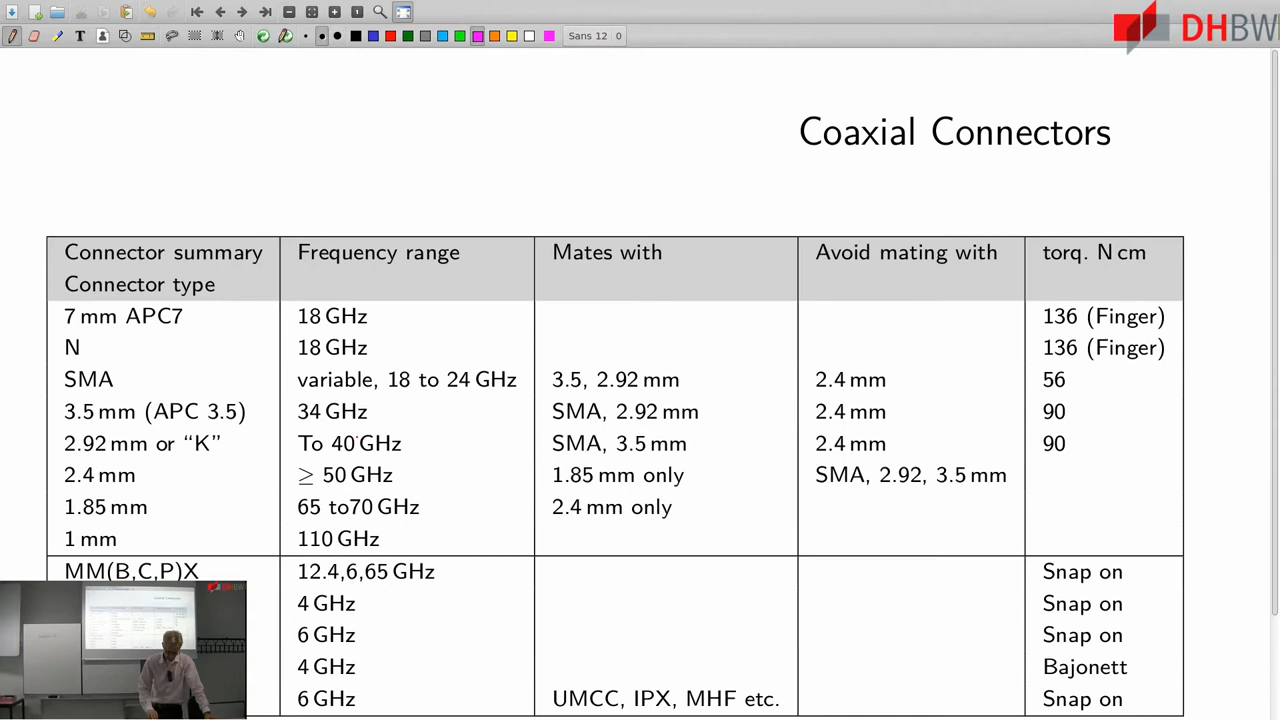 Sans 12 0
DHBW
Coaxial Connectors
Connector summary Frequency range Mates with Avoid mating with torq. N cm
Connector type
7 mm APC7 18 GHz 136 (Finger)
N 18 GHz 136 (Finger)
SMA variable, 18 to 24 GHz 3.5, 2.92 mm 2.4 mm 56
3.5 mm (APC 3.5) 34 GHz SMA, 2.92 mm 2.4 mm 90
2.92 mm or “K” To 40 GHz SMA, 3.5 mm 2.4 mm 90
2.4 mm ≥ 50 GHz 1.85 mm only SMA, 2.92, 3.5 mm
1.85 mm 65 to70 GHz 2.4 mm only
1 mm 110 GHz
MM(B,C,P)X 12.4,6,65 GHz Snap on
4 GHz Snap on
6 GHz Snap on
4 GHz Bajonett
6 GHz UMCC, IPX, MHF etc. Snap on